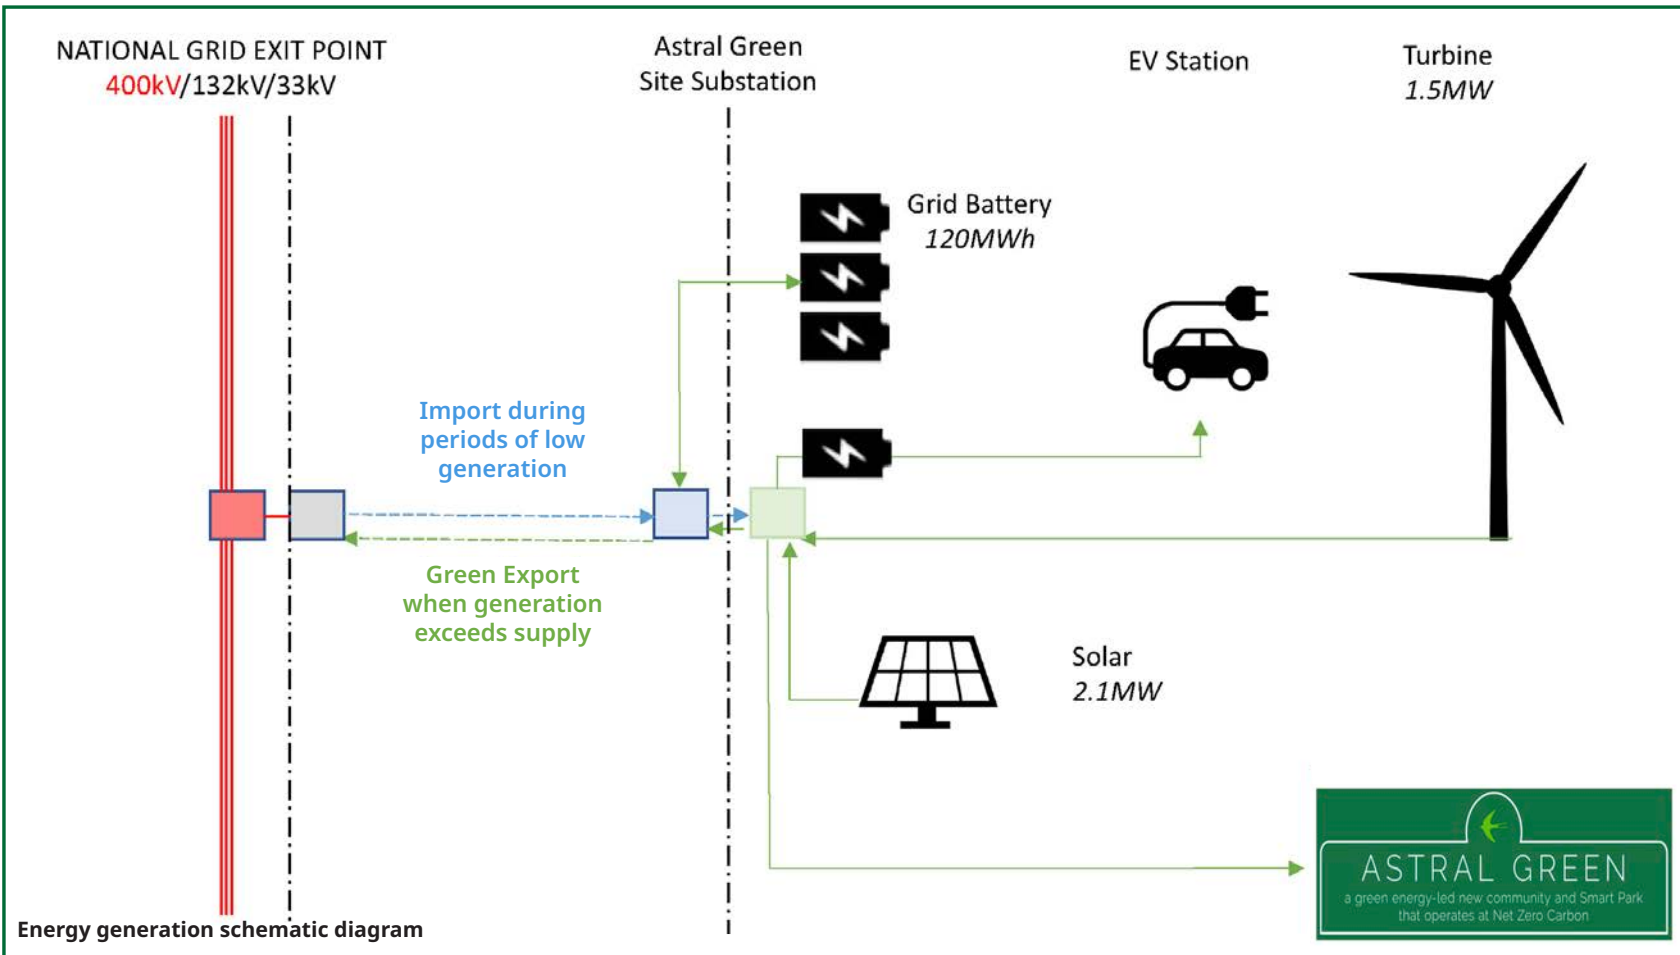 NATIONAL GRID EXIT POINT
400kV/132kV/33kV
Astral Green
Site Substation
EV Station
Turbine
1.5MW
Grid Battery
120MWh
Import during
periods of low
generation
Green Export
when generation
exceeds supply
Solar
2.1MW
ASTRAL GREEN
a green energy-led new community and Smart Park
that operates at Net Zero Carbon
Energy generation schematic diagram